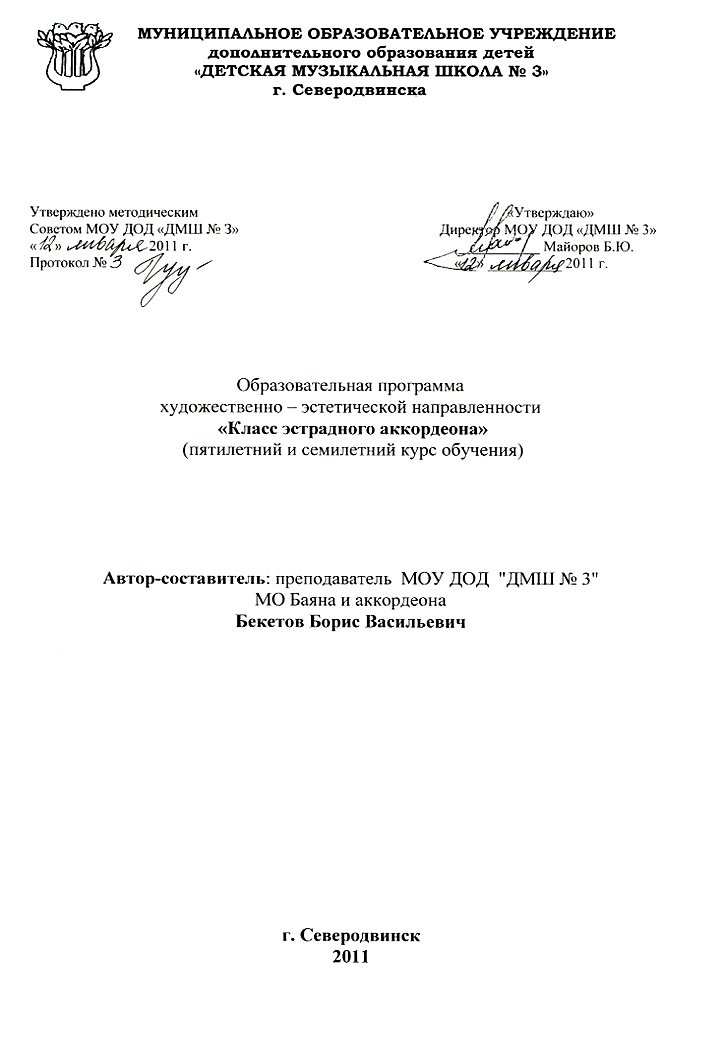 МУНИЦИПАЛЬНОЕ ОБРАЗОВАТЕЛЬНОЕ УЧРЕЖДЕНИЕ
дополнительного образования детей
«ДЕТСКАЯ МУЗЫКАЛЬНАЯ ШКОЛА № 3»
г. Северодвинска
Утверждено методическим
Советом МОУ ДОД «ДМШ № 3»
«12» января 2011 г.
Протокол № 3
«Утверждаю»
Директор МОУ ДОД «ДМШ № 3»
Майоров Б.Ю.
«12» января 2011 г.
Образовательная программа
художественно – эстетической направленности
«Класс эстрадного аккордеона»
(пятилетний и семилетний курс обучения)
Автор-составитель: преподаватель МОУ ДОД "ДМШ № 3"
МО Баяна и аккордеона
Бекетов Борис Васильевич
г. Северодвинск
2011